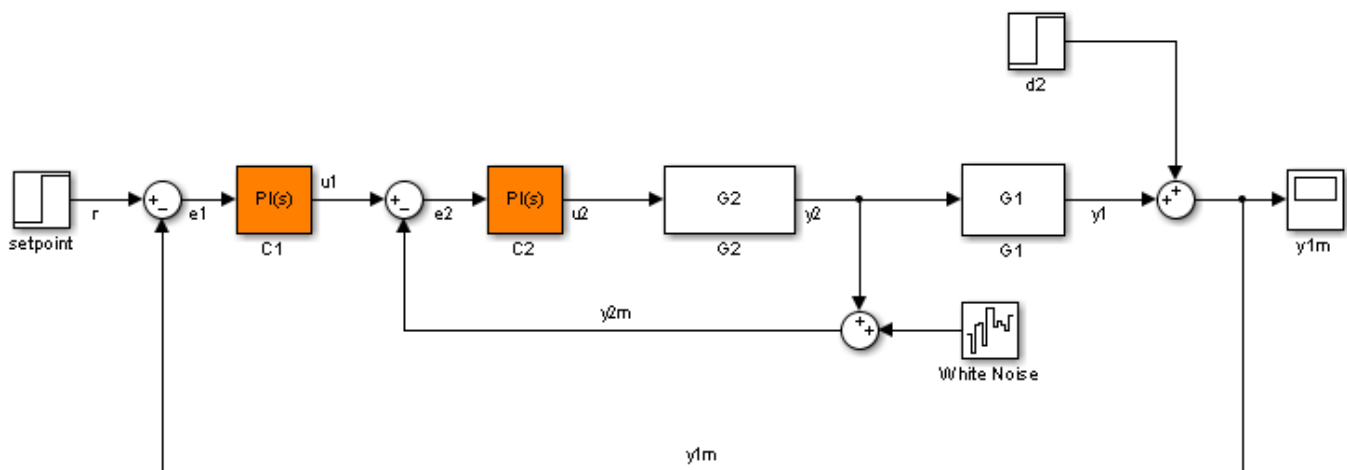 d2
PI(s)
u1
PI(s)
G2
G1
r
e1
e2
u2
y2
y1
setpoint
C1
C2
G2
G1
y1m
y2m
White Noise
y1m